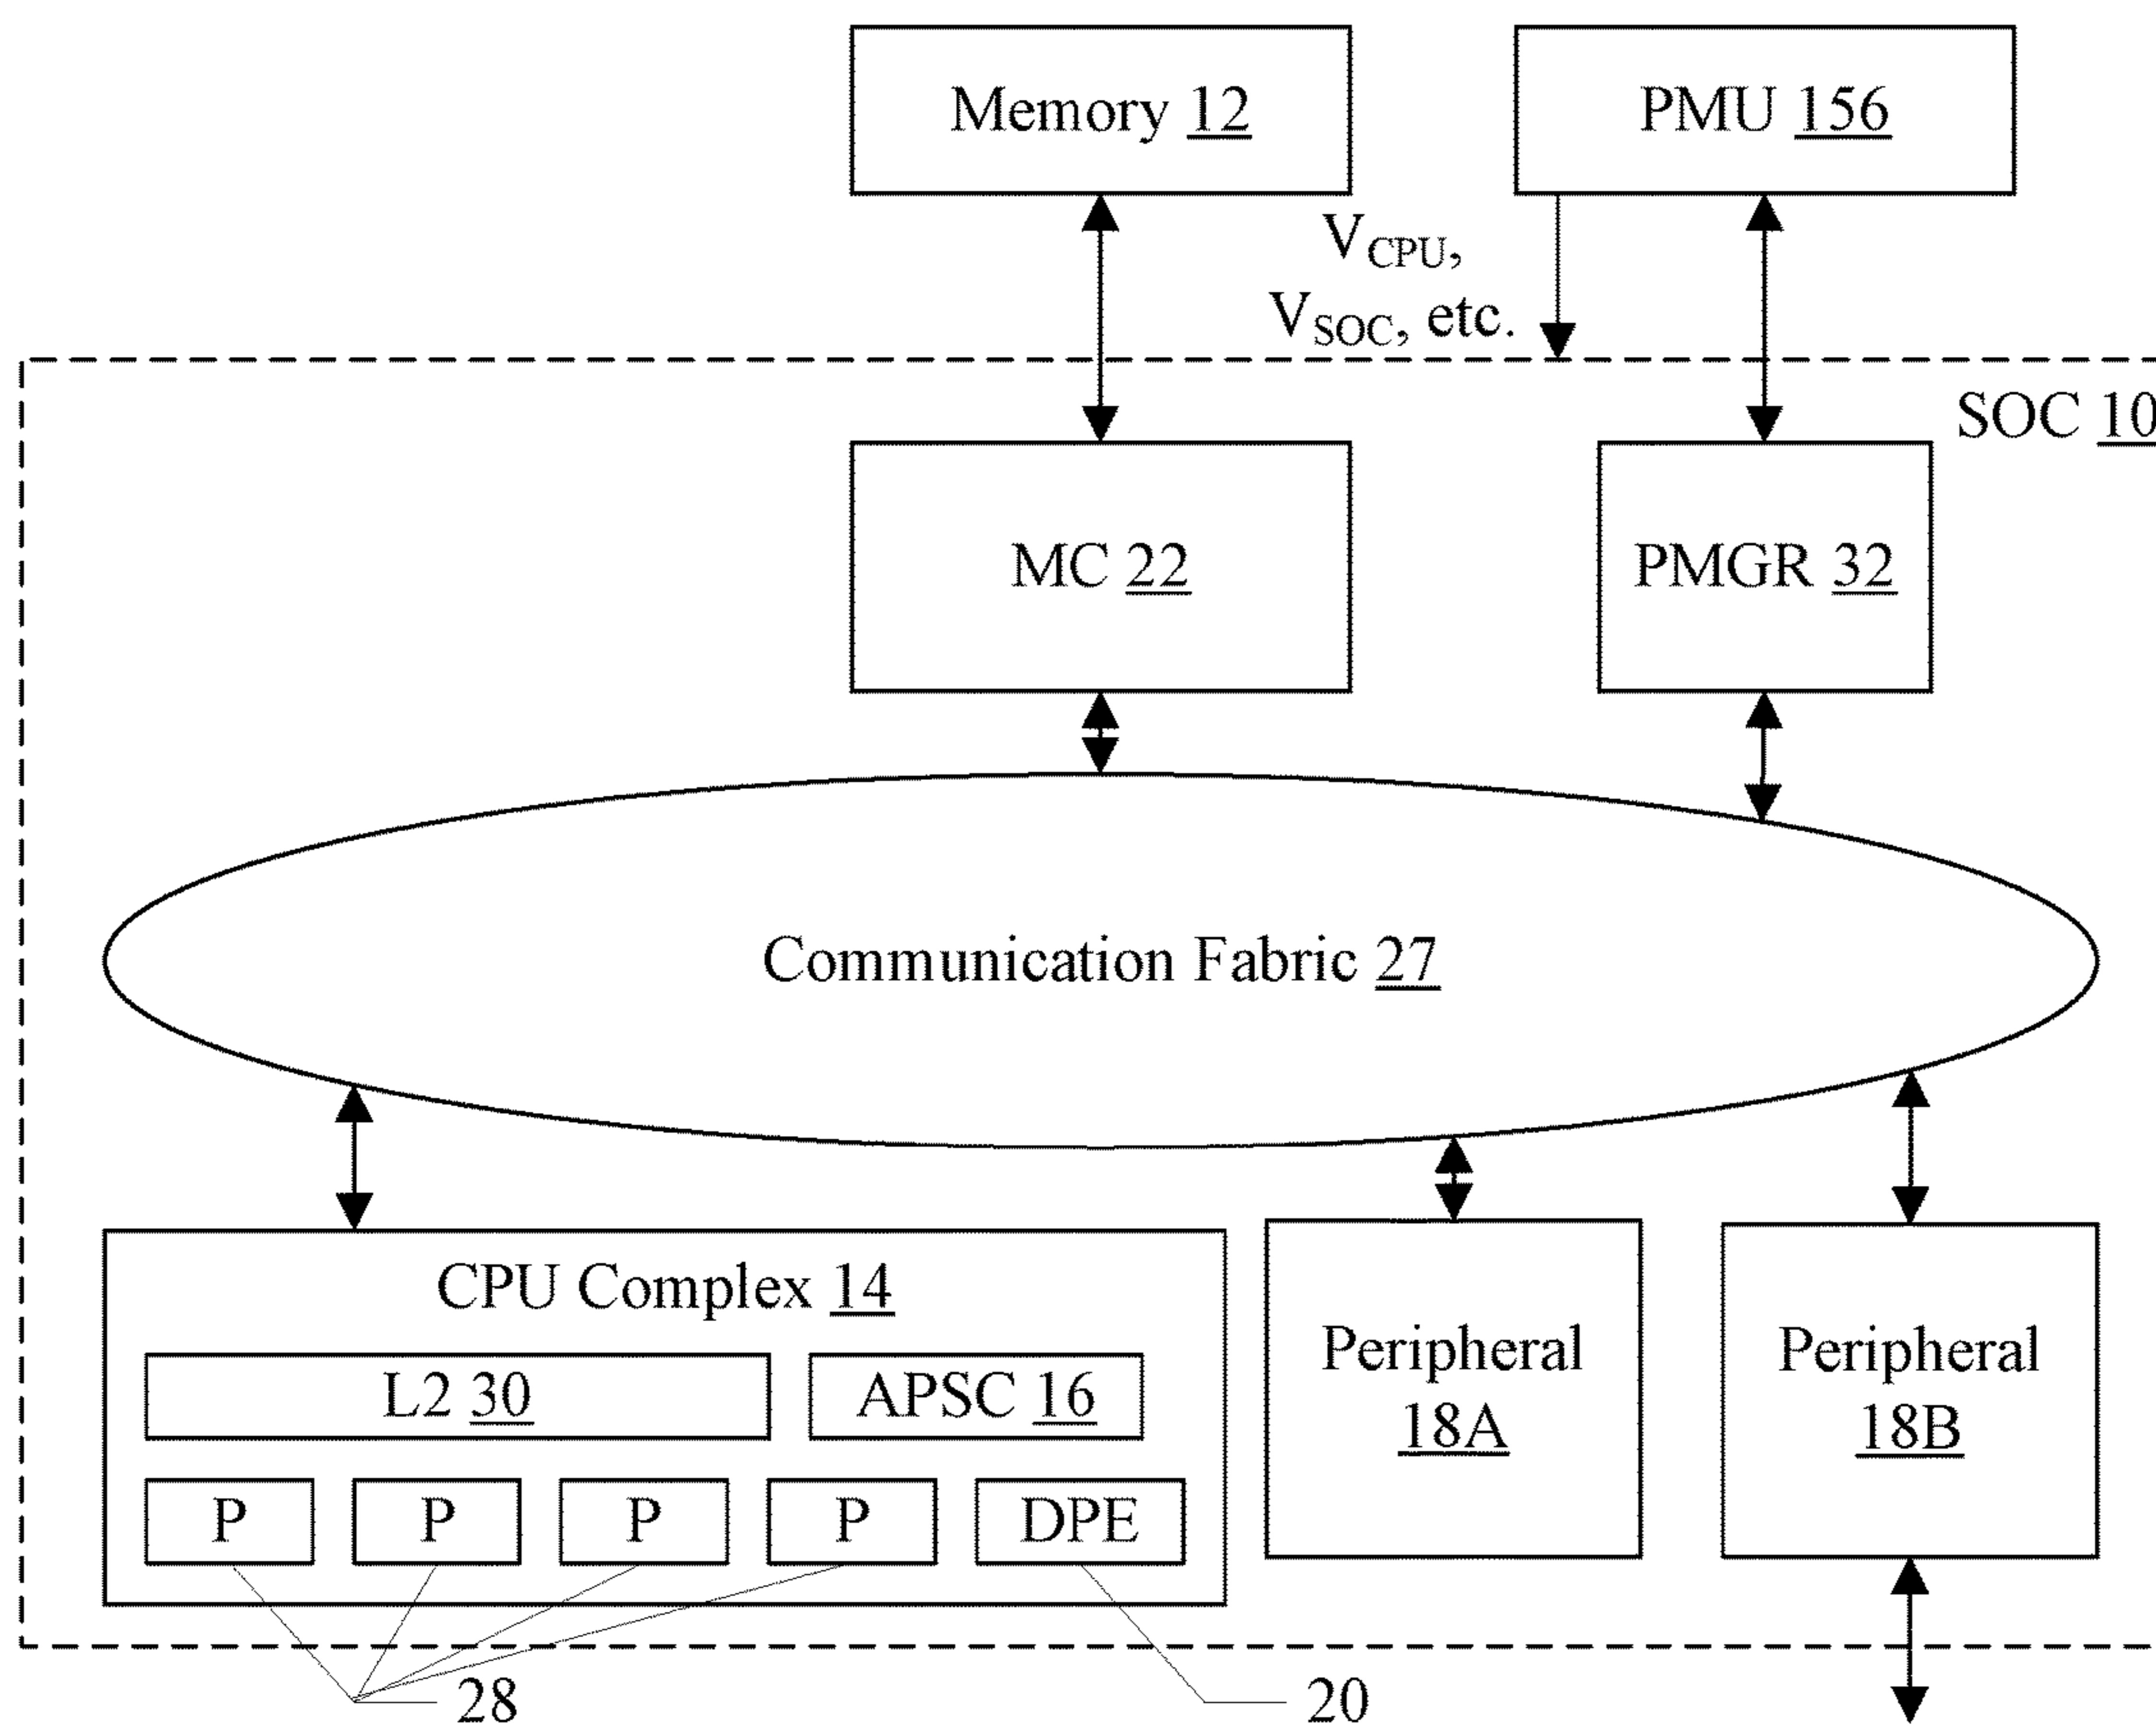 Memory 12
PMU 156
VCPU,
VSOC, etc.
SOC 10
MC 22
PMGR 32
Communication Fabric 27
CPU Complex 14
L2 30
APSC 16
P
P
P
P
DPE
Peripheral
18A
Peripheral
18B
28
20